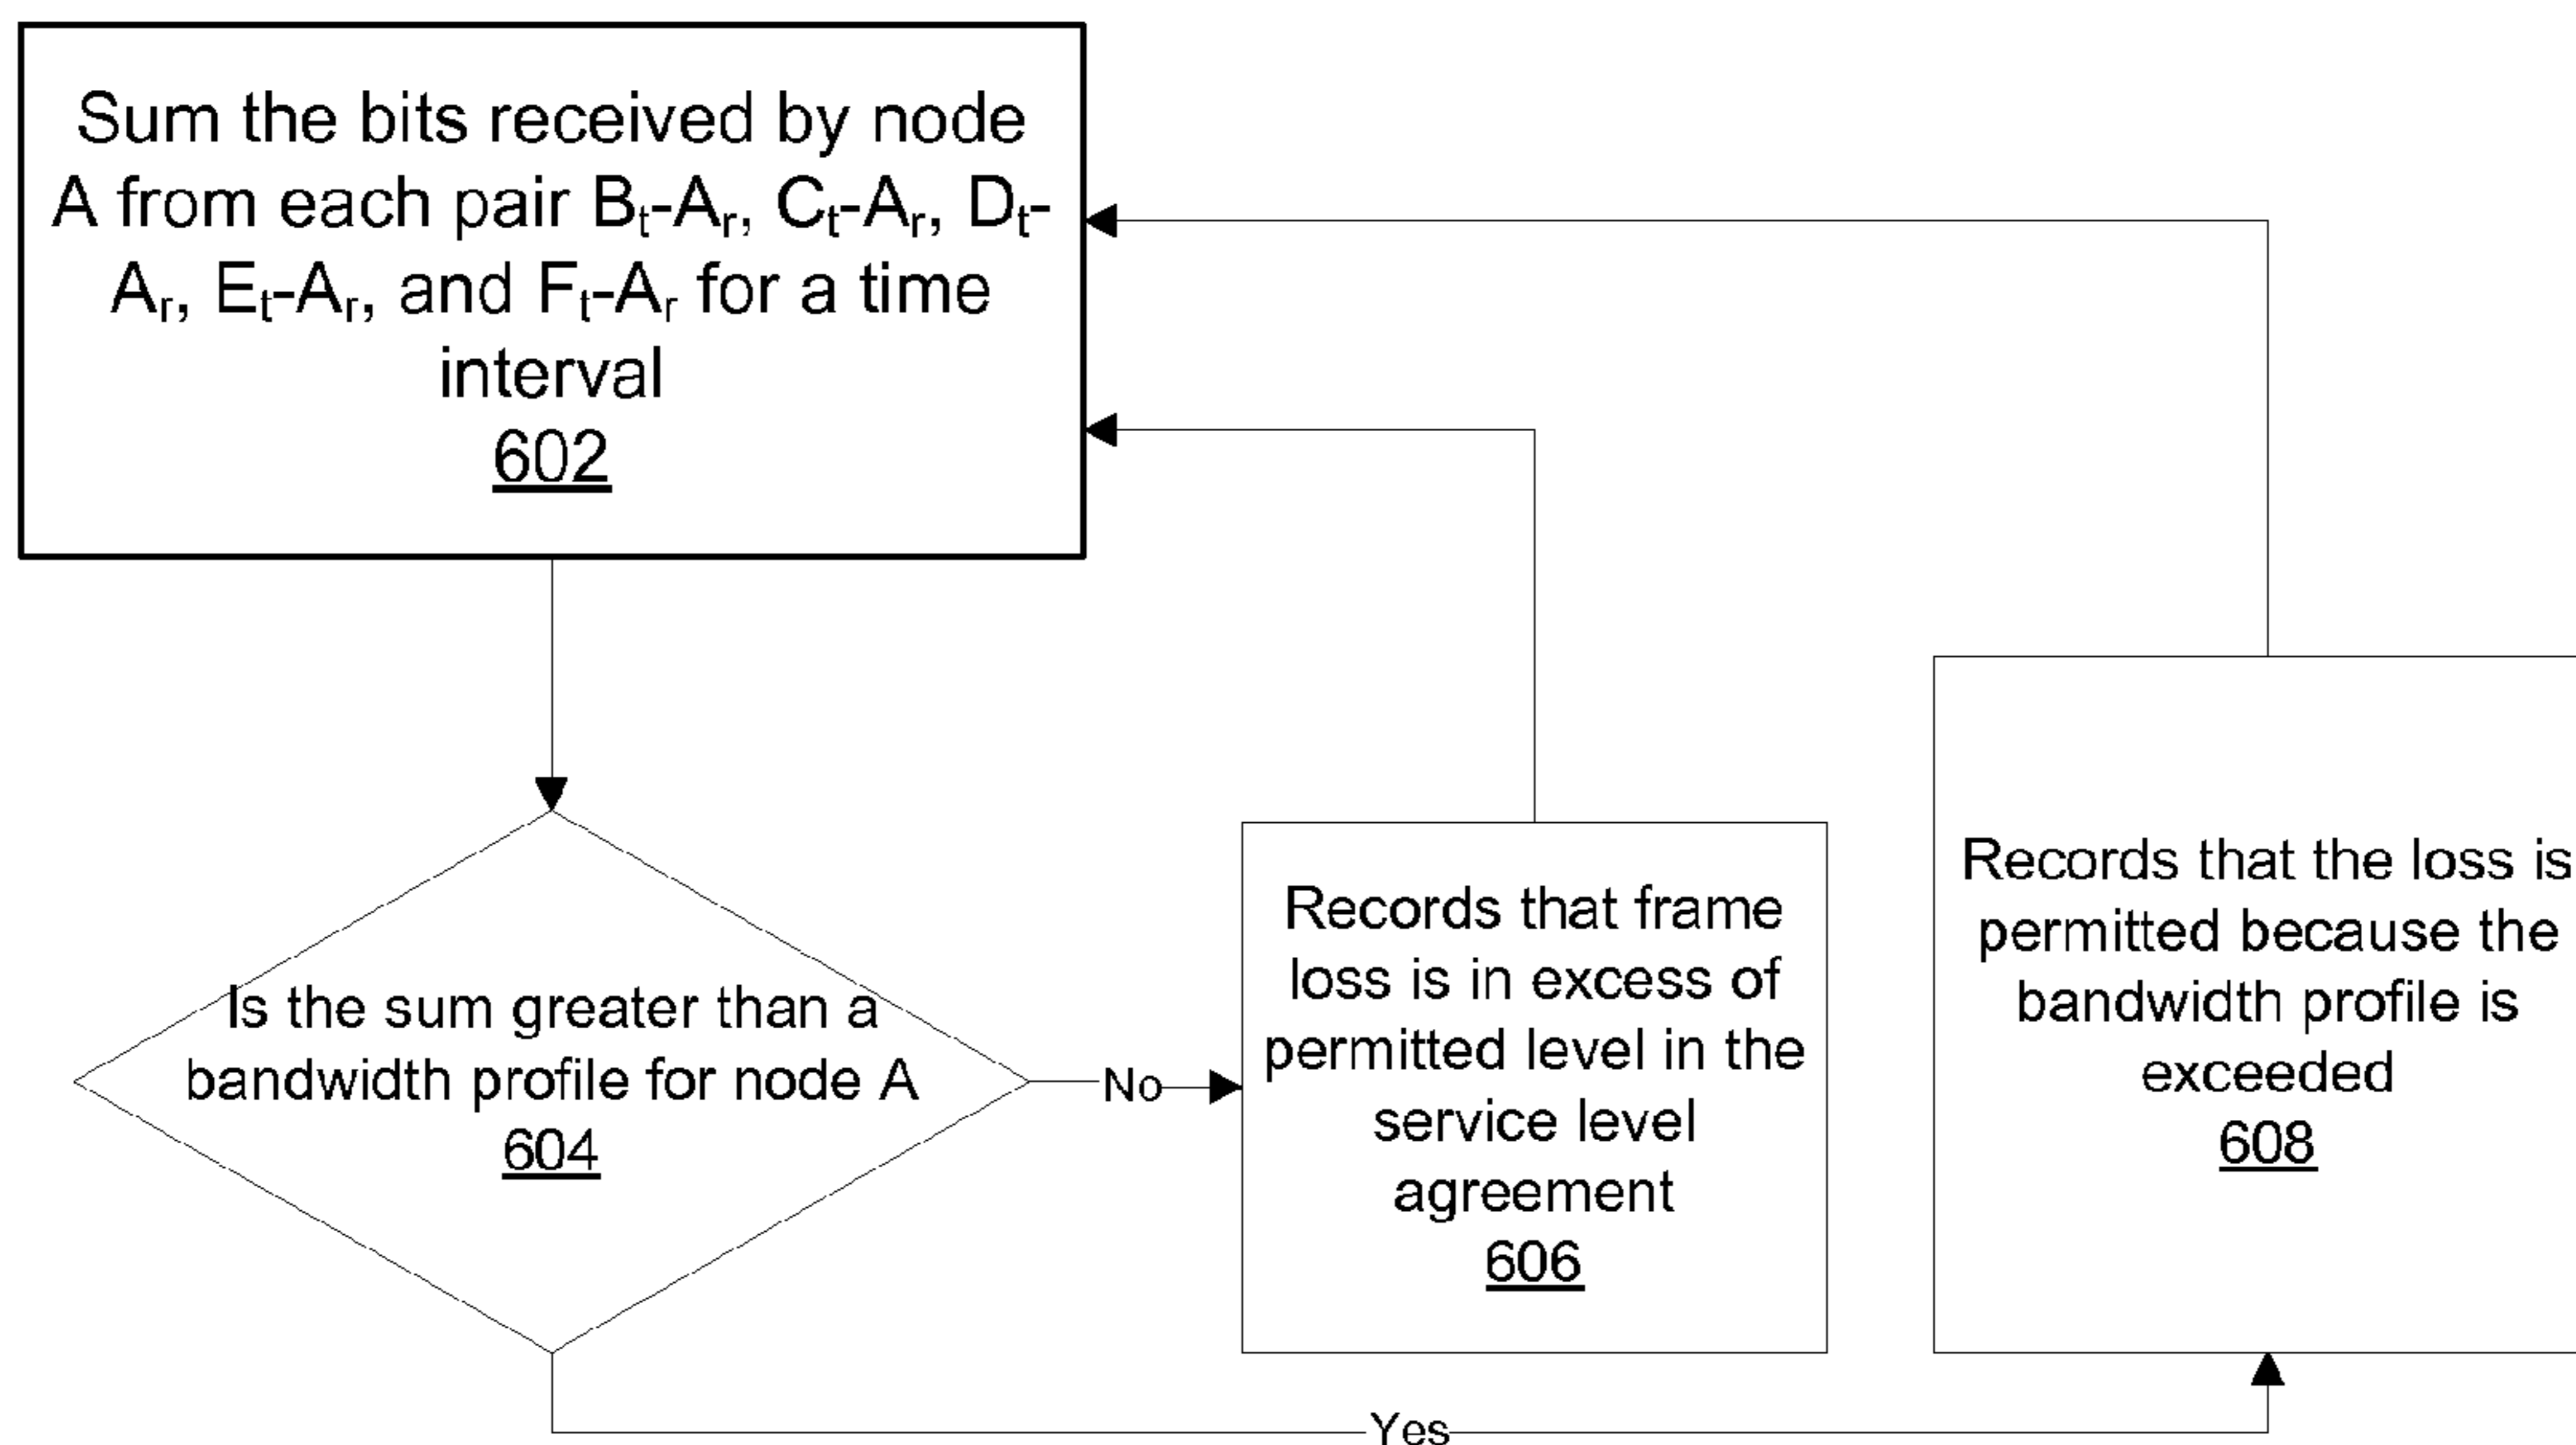 Sum the bits received by node
A from each pair Bₜ-Aᵣ, Cₜ-Aᵣ, Dₜ-
Aᵣ, Eₜ-Aᵣ, and Fₜ-Aᵣ for a time
interval
602
Is the sum greater than a
bandwidth profile for node A
604
No
Records that frame
loss is in excess of
permitted level in the
service level
agreement
606
Records that the loss is
permitted because the
bandwidth profile is
exceeded
608
Yes